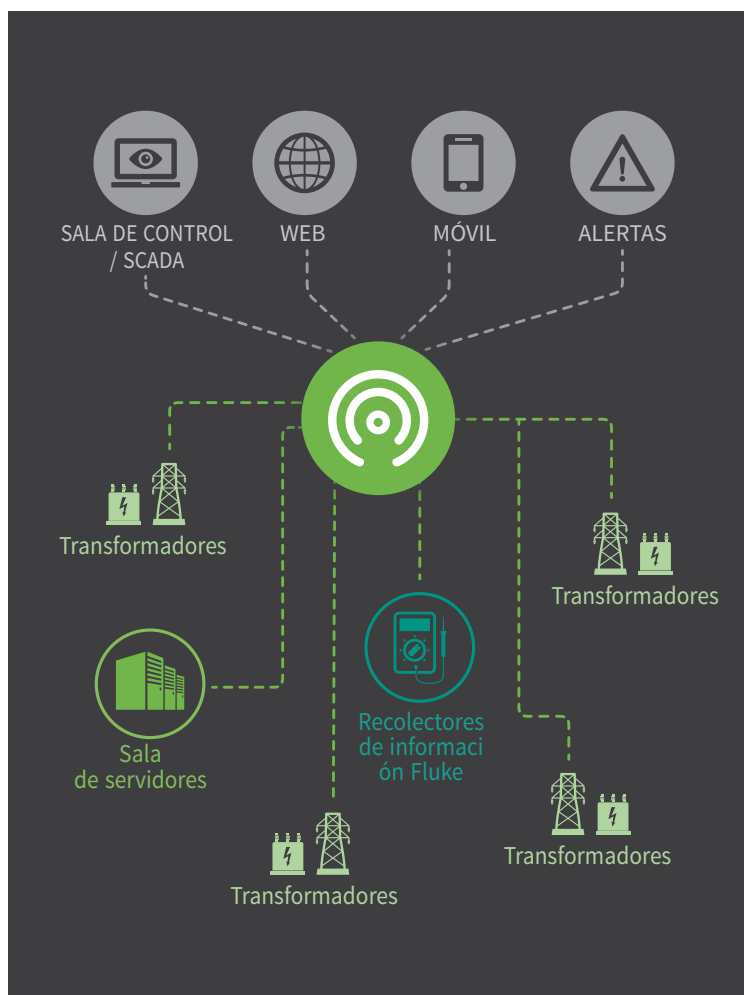 SALA DE CONTROL
/ SCADA
WEB
MÓVIL
ALERTAS
Transformadores
Transformadores
Sala
de servidores
Recolectores
de informaci
ón Fluke
Transformadores
Transformadores